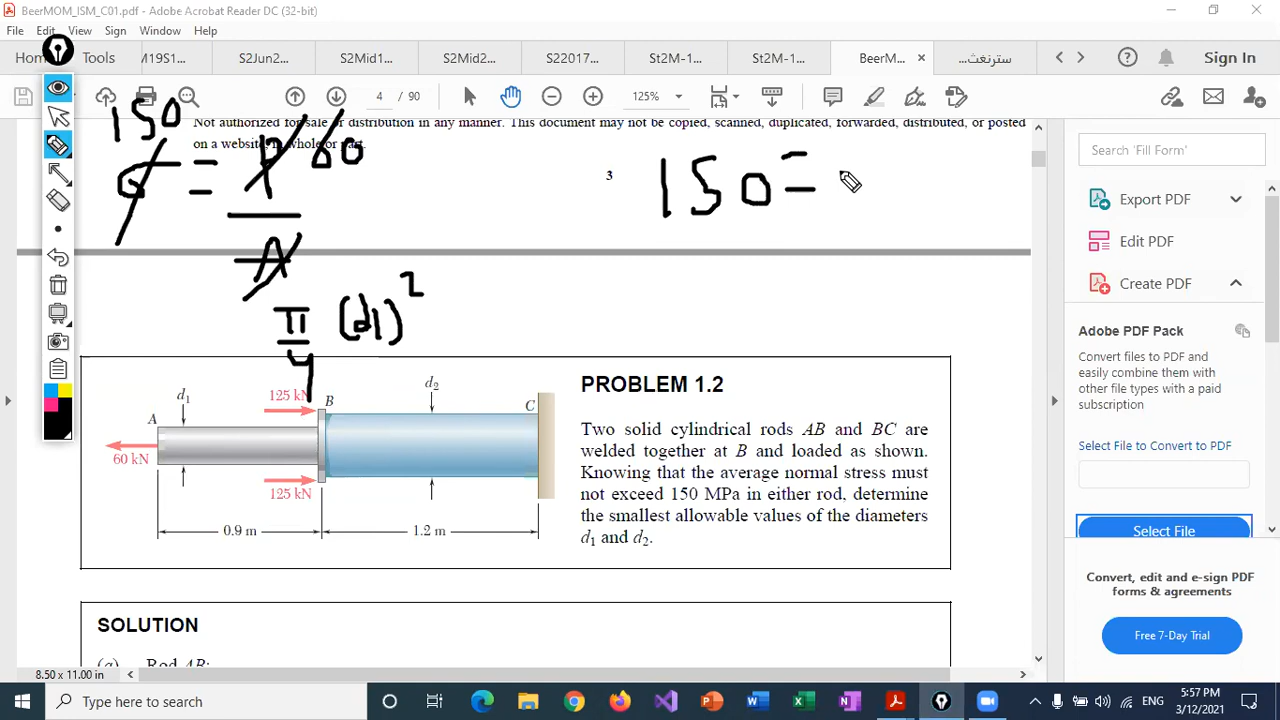 BeerMOM_ISM_C01.pdf - Adobe Acrobat Reader DC (32-bit)
File Edit View Sign Window Help
Home Tools 119S1 S2Jun2... S2Mid1... S2Mid2... S22017... St2M-1... St2M-1... BeerM... × سترنغث... Sign In
4 / 90 125%
Not authorized for sale or distribution in any manner. This document may not be copied, scanned, duplicated, forwarded, distributed, or posted
on a website, in whole or part.
150
σ = P 60
A
π/4 (d1)²
3
150 =
PROBLEM 1.2
Two solid cylindrical rods AB and BC are
welded together at B and loaded as shown.
Knowing that the average normal stress must
not exceed 150 MPa in either rod, determine
the smallest allowable values of the diameters
d1 and d2.
d1
d2
125 kN
A
B
C
60 kN
125 kN
0.9 m
1.2 m
SOLUTION
(a) Rod AB:
8.50 x 11.00 in
Search 'Fill Form'
Export PDF
Edit PDF
Create PDF
Adobe PDF Pack
Convert files to PDF and
easily combine them with
other file types with a paid
subscription
Select File to Convert to PDF
Select File
Convert, edit and e-sign PDF
forms & agreements
Free 7-Day Trial
Type here to search
ENG
5:57 PM
3/12/2021